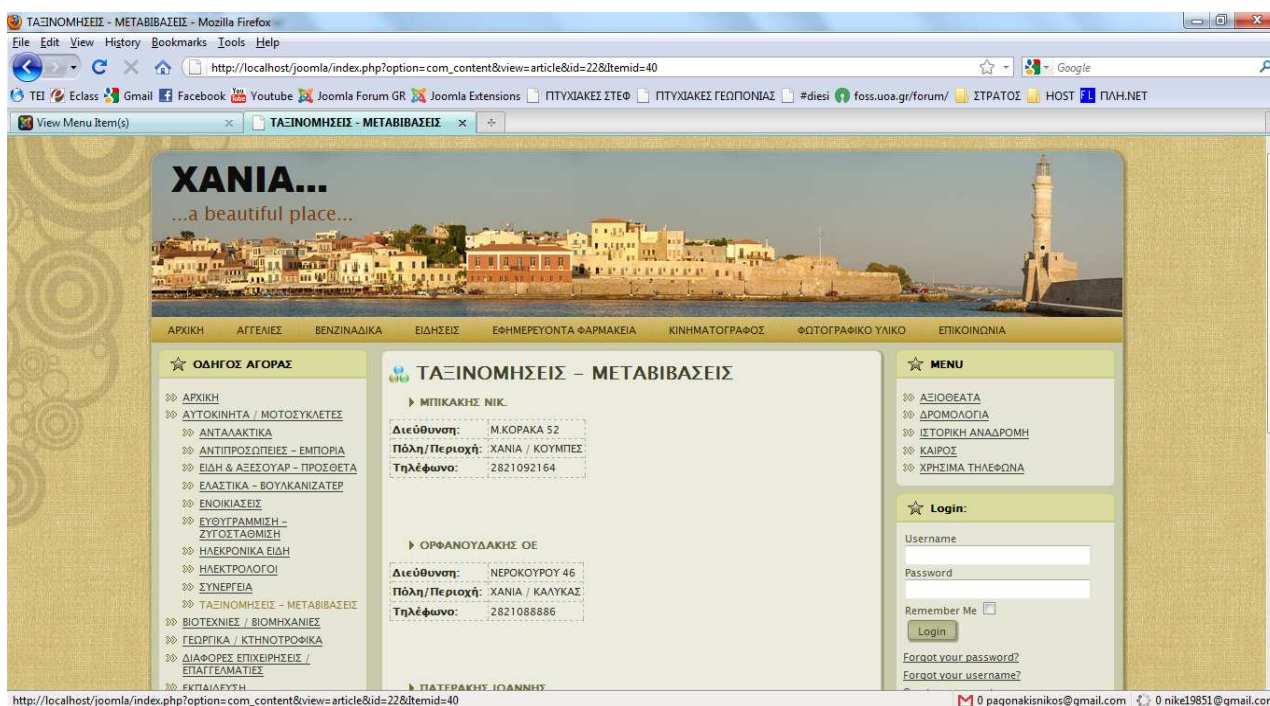 ΤΑΞΙΝΟΜΗΣΕΙΣ - ΜΕΤΑΒΙΒΑΣΕΙΣ - Mozilla Firefox
File Edit View History Bookmarks Tools Help
http://localhost/joomla/index.php?option=com_content&view=article&id=22&Itemid=40
Google
TEI Eclass Gmail Facebook Youtube Joomla Forum GR Joomla Extensions ΠΤΥΧΙΑΚΕΣ ΣΤΕΦ ΠΤΥΧΙΑΚΕΣ ΓΕΩΠΟΝΙΑΣ #diesi foss.uoa.gr/forum/ ΣΤΡΑΤΟΣ HOST ΠΛΗ.ΝΕΤ
View Menu Item(s)
ΤΑΞΙΝΟΜΗΣΕΙΣ - ΜΕΤΑΒΙΒΑΣΕΙΣ
XANIA...
...a beautiful place...
ΑΡΧΙΚΗ ΑΓΓΕΛΙΕΣ ΒΕΝΖΙΝΑΔΙΚΑ ΕΙΔΗΣΕΙΣ ΕΦΗΜΕΡΕΥΟΝΤΑ ΦΑΡΜΑΚΕΙΑ ΚΙΝΗΜΑΤΟΓΡΑΦΟΣ ΦΩΤΟΓΡΑΦΙΚΟ ΥΛΙΚΟ ΕΠΙΚΟΙΝΩΝΙΑ
ΟΔΗΓΟΣ ΑΓΟΡΑΣ
ΑΡΧΙΚΗ
ΑΥΤΟΚΙΝΗΤΑ / ΜΟΤΟΣΥΚΛΕΤΕΣ
ΑΝΤΑΛΑΚΤΙΚΑ
ΑΝΤΙΠΡΟΣΩΠΕΙΕΣ – ΕΜΠΟΡΙΑ
ΕΙΔΗ & ΑΞΕΣΟΥΑΡ – ΠΡΟΣΘΕΤΑ
ΕΛΑΣΤΙΚΑ – ΒΟΥΛΚΑΝΙΖΑΤΕΡ
ΕΝΟΙΚΙΑΣΕΙΣ
ΕΥΘΥΓΡΑΜΜΙΣΗ –
ΖΥΓΟΣΤΑΘΜΙΣΗ
ΗΛΕΚΡΟΝΙΚΑ ΕΙΔΗ
ΗΛΕΚΤΡΟΛΟΓΟΙ
ΣΥΝΕΡΓΕΙΑ
ΤΑΞΙΝΟΜΗΣΕΙΣ – ΜΕΤΑΒΙΒΑΣΕΙΣ
ΒΙΟΤΕΧΝΙΕΣ / ΒΙΟΜΗΧΑΝΙΕΣ
ΓΕΩΡΓΙΚΑ / ΚΤΗΝΟΤΡΟΦΙΚΑ
ΔΙΑΦΟΡΕΣ ΕΠΙΧΕΙΡΗΣΕΙΣ /
ΕΠΑΓΓΕΛΜΑΤΙΕΣ
ΕΚΠΑΙΔΕΥΣΗ
ΤΑΞΙΝΟΜΗΣΕΙΣ – ΜΕΤΑΒΙΒΑΣΕΙΣ
ΜΠΙΚΑΚΗΣ ΝΙΚ.
Διεύθυνση: Μ.ΚΟΡΑΚΑ 52
Πόλη/Περιοχή: ΧΑΝΙΑ / ΚΟΥΜΠΕΣ
Τηλέφωνο: 2821092164
ΟΡΦΑΝΟΥΔΑΚΗΣ ΟΕ
Διεύθυνση: ΝΕΡΟΚΟΥΡΟΥ 46
Πόλη/Περιοχή: ΧΑΝΙΑ / ΚΑΛΥΚΑΣ
Τηλέφωνο: 2821088886
ΠΑΤΕΡΑΚΗΣ ΙΩΑΝΝΗΣ
MENU
ΑΞΙΟΘΕΑΤΑ
ΔΡΟΜΟΛΟΓΙΑ
ΙΣΤΟΡΙΚΗ ΑΝΑΔΡΟΜΗ
ΚΑΙΡΟΣ
ΧΡΗΣΙΜΑ ΤΗΛΕΦΩΝΑ
Login:
Username
Password
Remember Me
Login
Forgot your password?
Forgot your username?
http://localhost/joomla/index.php?option=com_content&view=article&id=22&Itemid=40
0 pagonakisnikos@gmail.com 0 nike19851@gmail.com